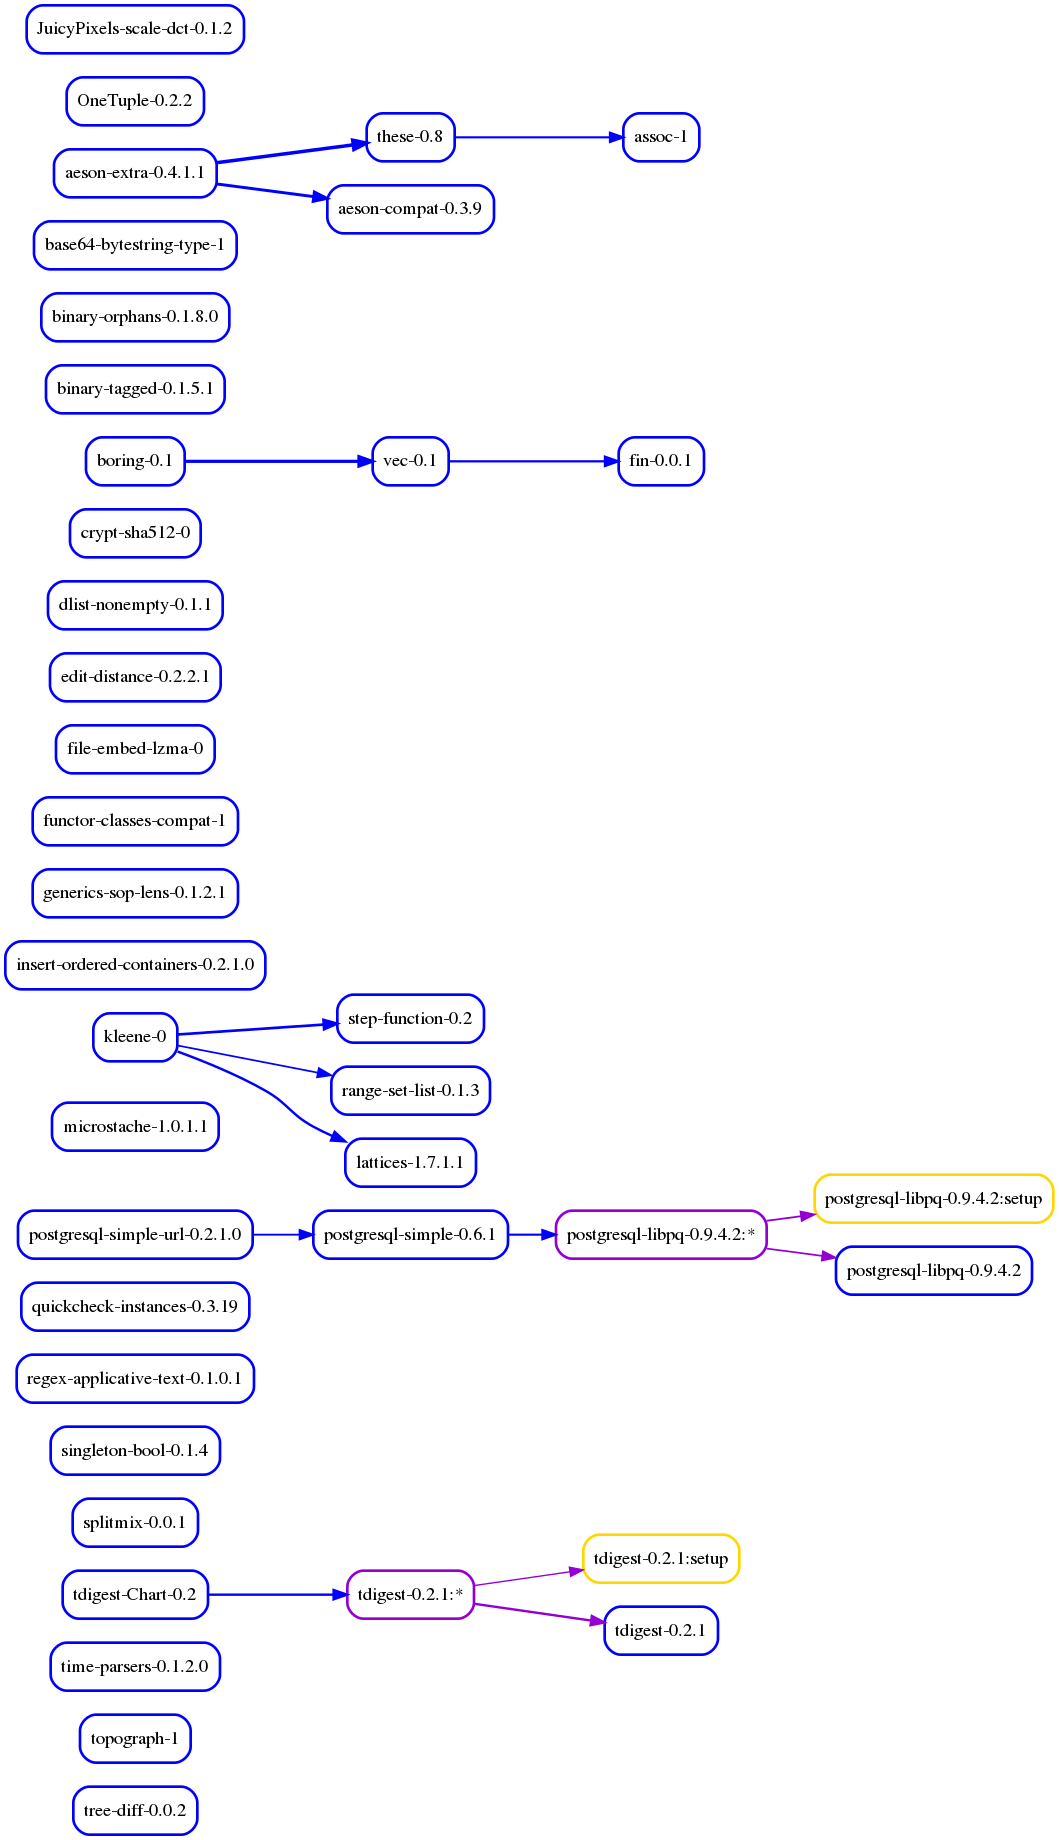 JuicyPixels-scale-dct-0.1.2
OneTuple-0.2.2
these-0.8
assoc-1
aeson-extra-0.4.1.1
aeson-compat-0.3.9
base64-bytestring-type-1
binary-orphans-0.1.8.0
binary-tagged-0.1.5.1
boring-0.1
vec-0.1
fin-0.0.1
crypt-sha512-0
dlist-nonempty-0.1.1
edit-distance-0.2.2.1
file-embed-lzma-0
functor-classes-compat-1
generics-sop-lens-0.1.2.1
insert-ordered-containers-0.2.1.0
step-function-0.2
kleene-0
range-set-list-0.1.3
microstache-1.0.1.1
lattices-1.7.1.1
postgresql-libpq-0.9.4.2:setup
postgresql-simple-url-0.2.1.0
postgresql-simple-0.6.1
postgresql-libpq-0.9.4.2:*
postgresql-libpq-0.9.4.2
quickcheck-instances-0.3.19
regex-applicative-text-0.1.0.1
singleton-bool-0.1.4
splitmix-0.0.1
tdigest-0.2.1:setup
tdigest-Chart-0.2
tdigest-0.2.1:*
tdigest-0.2.1
time-parsers-0.1.2.0
topograph-1
tree-diff-0.0.2